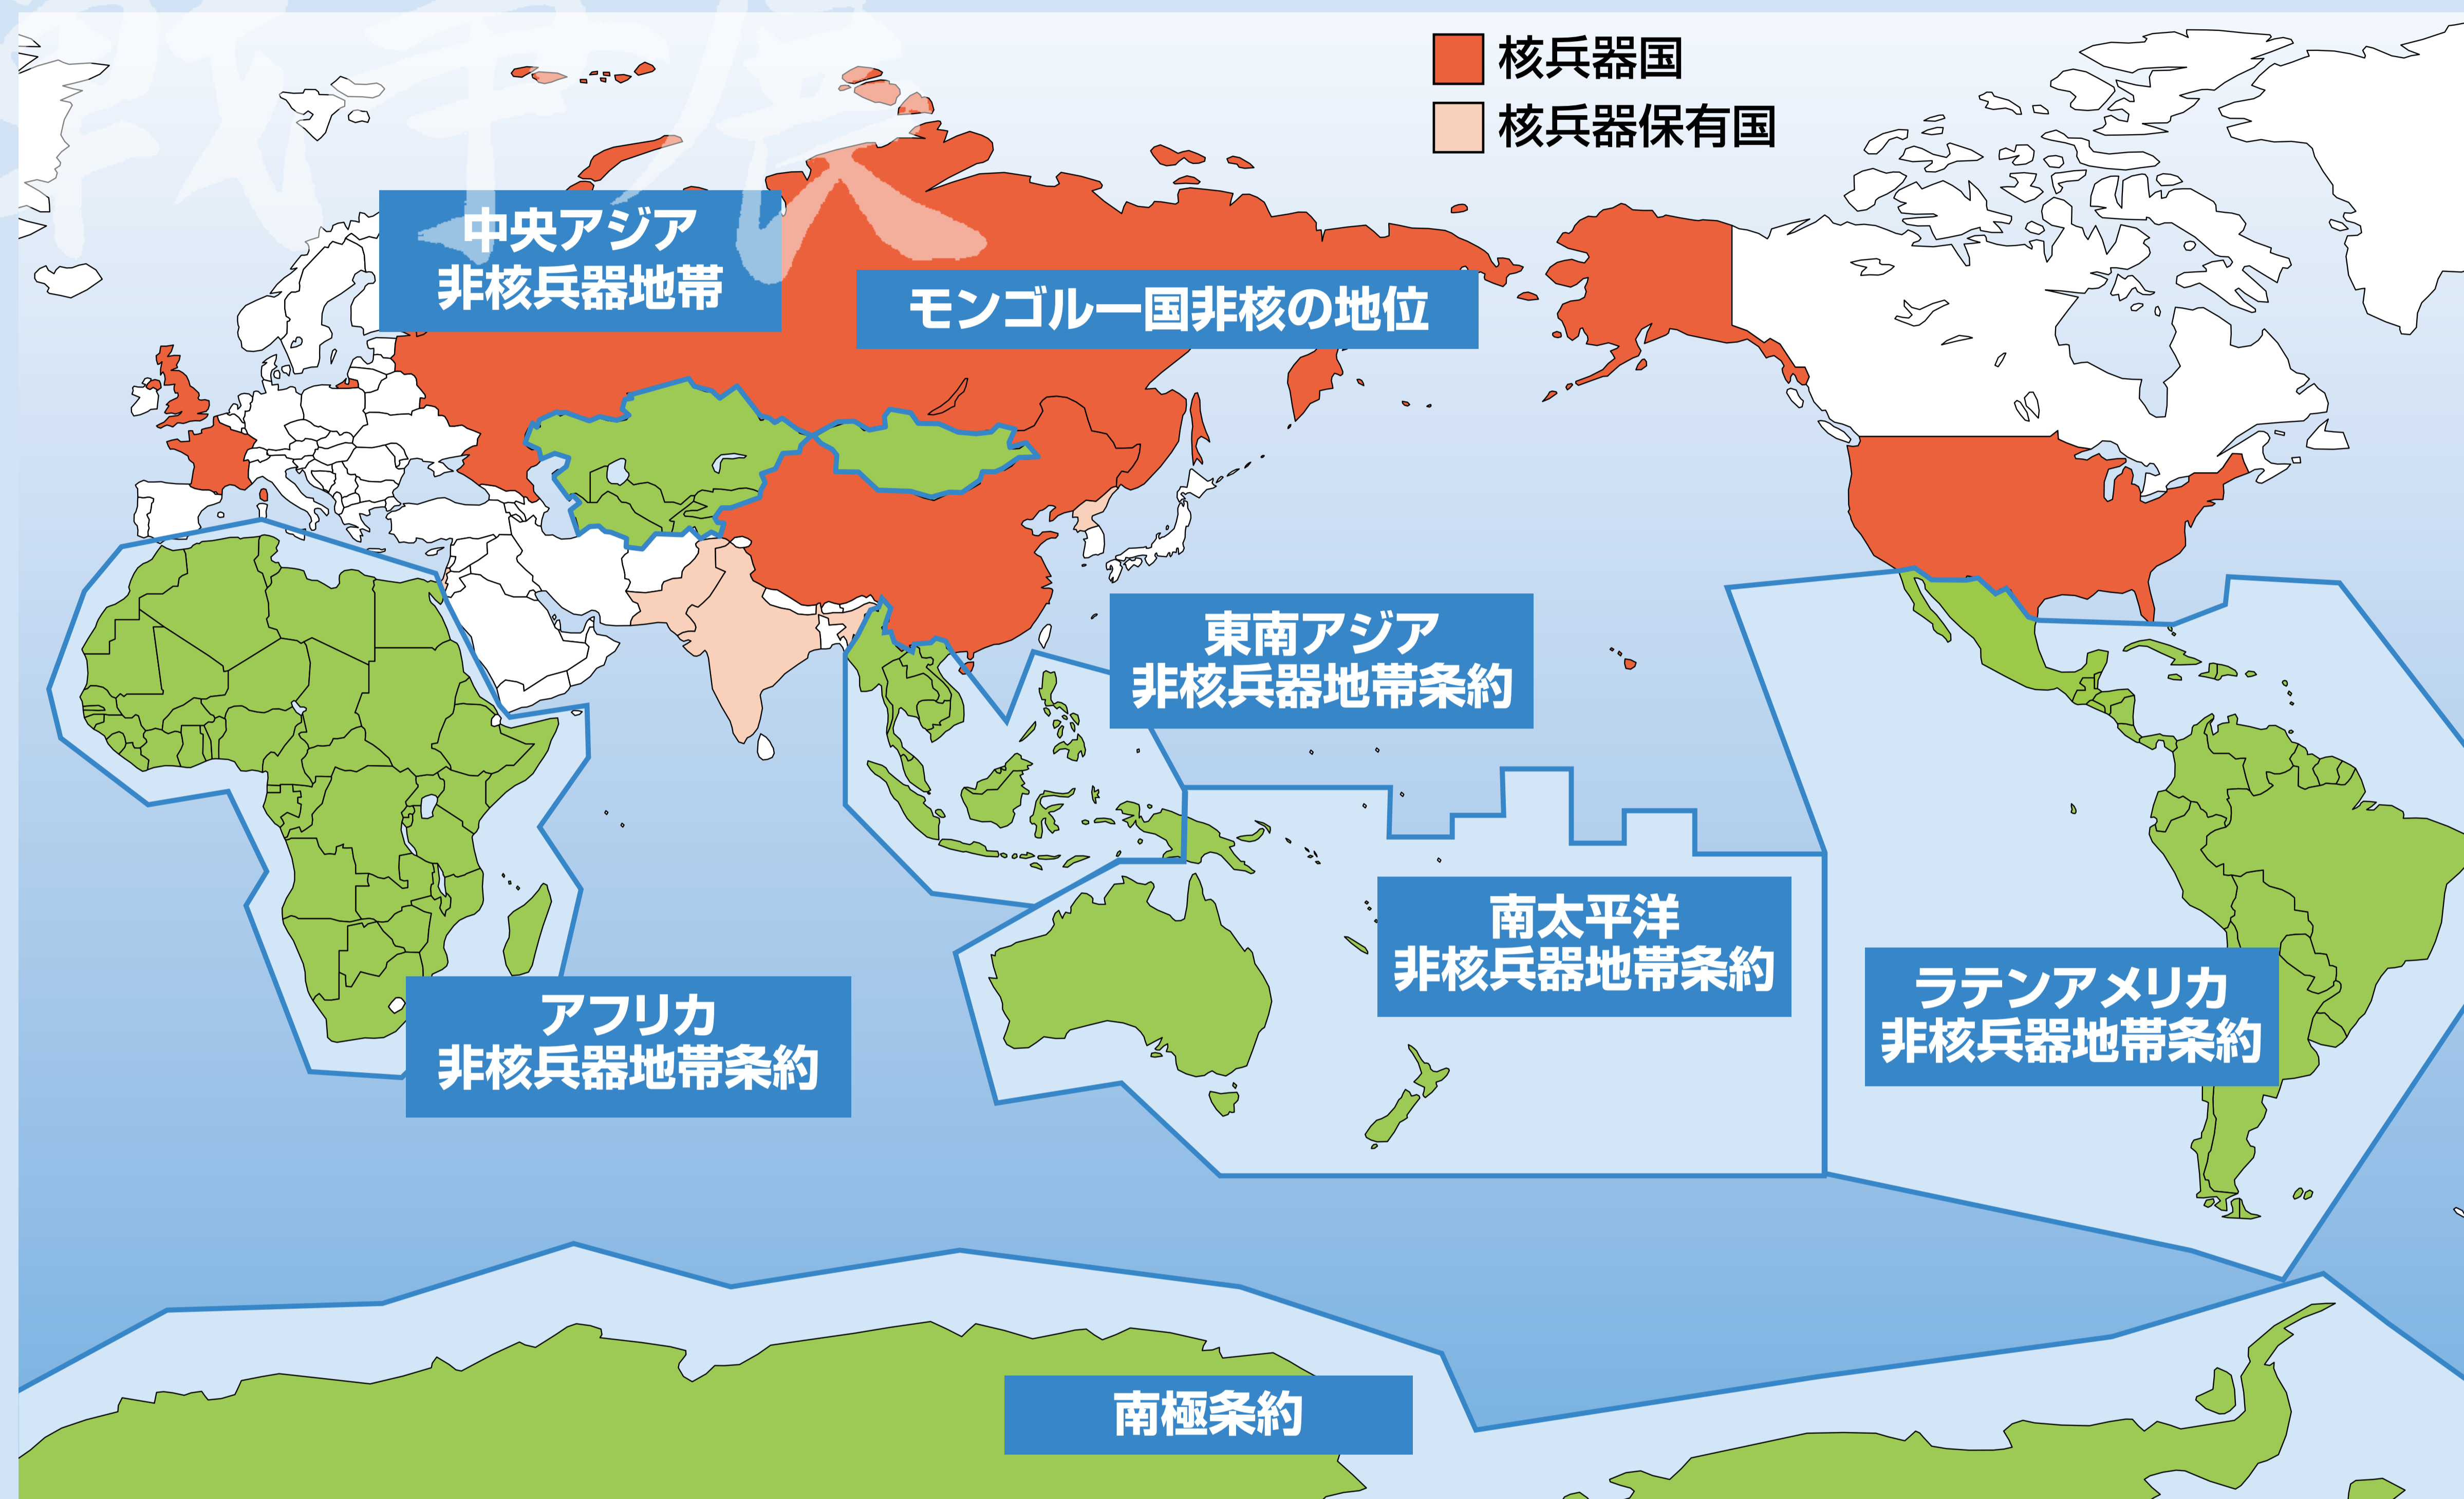 核兵器国
核兵器保有国
中央アジア
非核兵器地帯
モンゴル一国非核の地位
東南アジア
非核兵器地帯条約
南太平洋
非核兵器地帯条約
ラテンアメリカ
非核兵器地帯条約
アフリカ
非核兵器地帯条約
南極条約